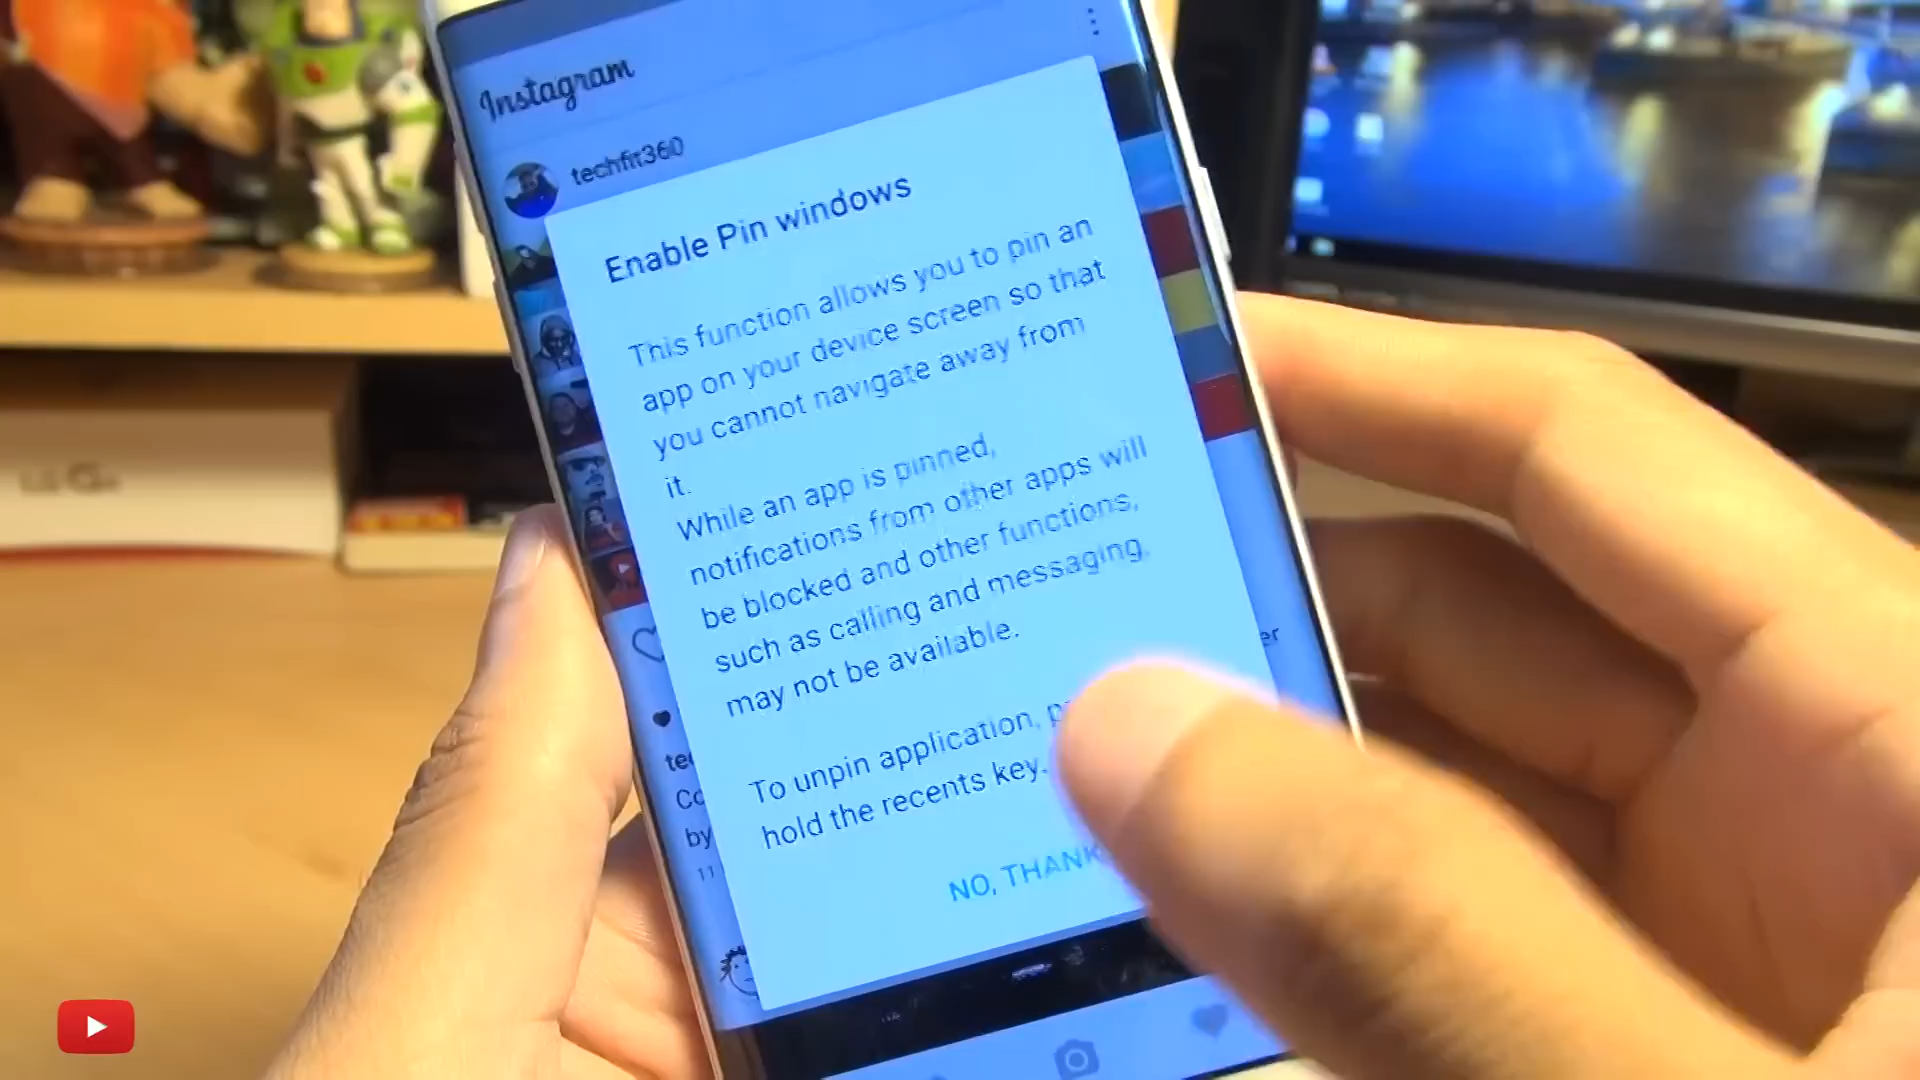 Instagram
techfit360
Enable Pin windows
This function allows you to pin an
app on your device screen so that
you cannot navigate away from
it.
While an app is pinned,
notifications from other apps will
be blocked and other functions,
such as calling and messaging,
may not be available.
To unpin application,
hold the recents key.
NO,
er
by
11